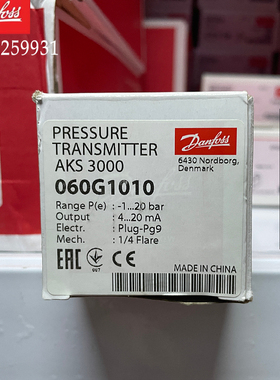 oss
259931
PRESSURE
TRANSMITTER
AKS 3000
060G1010
Range P(e) : -1...20 bar
Output : 4...20 mA
Electr. : Plug-Pg9
Mech. : 1/4 Flare
Danfoss
6430 Nordborg,
Denmark
MADE IN CHINA
EAC CE